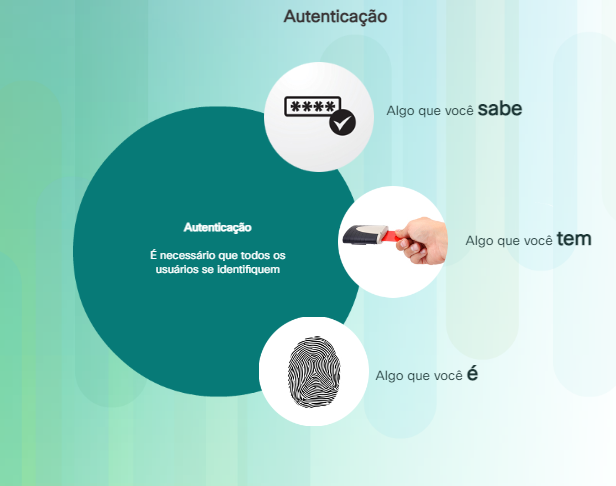 Autenticação
****
Algo que você sabe
Autenticação
É necessário que todos os
usuários se identifiquem
Algo que você tem
Algo que você é